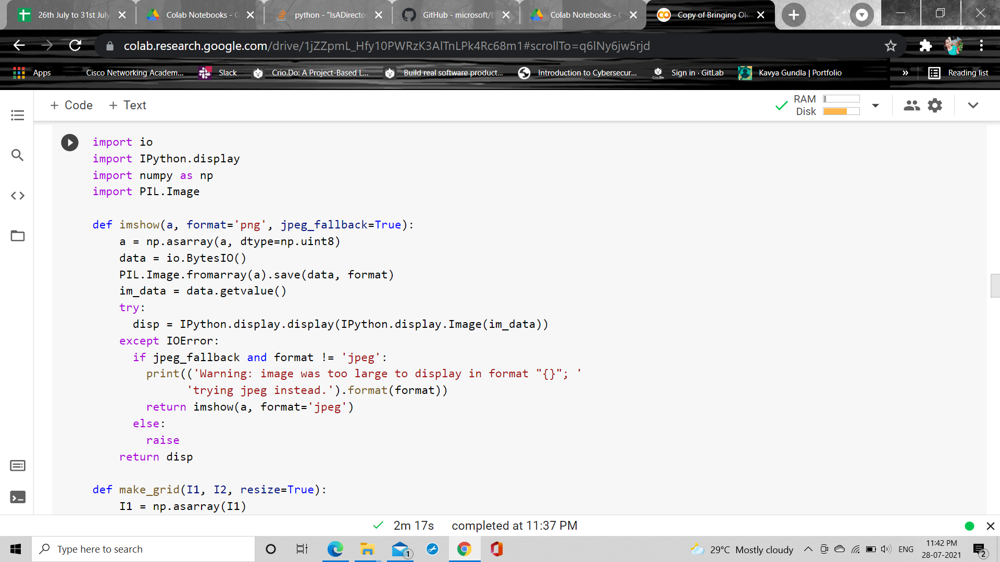 26th July to 31st July
Colab Notebooks - G
python - "IsADirecto
GitHub - microsoft/B
Colab Notebooks - G
Copy of Bringing Ol
colab.research.google.com/drive/1jZZpmL_Hfy10PWRzK3AlTnLPk4Rc68m1#scrollTo=q6lNy6jw5rjd
Apps
Cisco Networking Academ...
Slack
Crio.Do: A Project-Based L...
Build real software product...
Introduction to Cybersecur...
Crio.Do
Sign in · GitLab
Kavya Gundla | Portfolio
»
Reading list
+ Code + Text
RAM
Disk
import io
import IPython.display
import numpy as np
import PIL.Image
def imshow(a, format='png', jpeg_fallback=True):
a = np.asarray(a, dtype=np.uint8)
data = io.BytesIO()
PIL.Image.fromarray(a).save(data, format)
im_data = data.getvalue()
try:
disp = IPython.display.display(IPython.display.Image(im_data))
except IOError:
if jpeg_fallback and format != 'jpeg':
print(('Warning: image was too large to display in format "{}"; '
'trying jpeg instead.').format(format))
return imshow(a, format='jpeg')
else:
raise
return disp
def make_grid(I1, I2, resize=True):
I1 = np.asarray(I1)
2m 17s completed at 11:37 PM
Type here to search
1
29°C Mostly cloudy
ENG
11:42 PM
28-07-2021
2